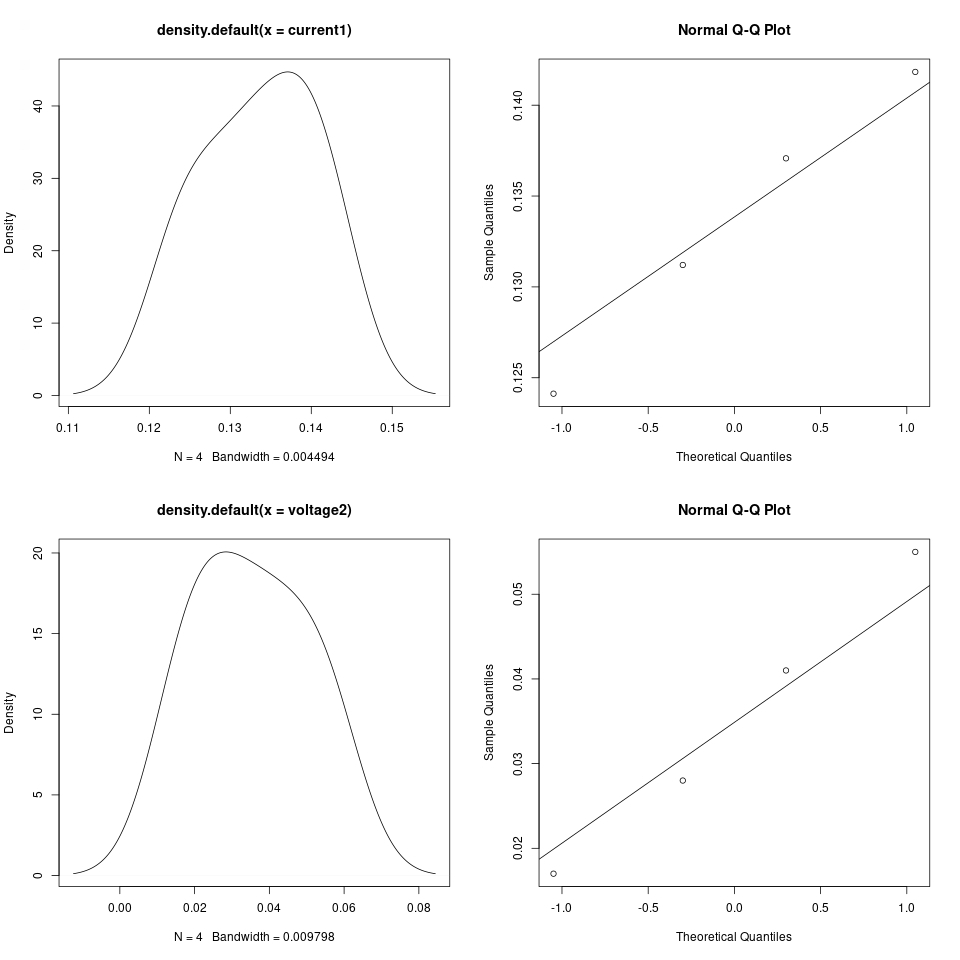 density.default(x = current1)
Density
0
10
20
30
40
0.11 0.12 0.13 0.14 0.15
N = 4 Bandwidth = 0.004494
Normal Q-Q Plot
Sample Quantiles
0.125
0.130
0.135
0.140
-1.0 -0.5 0.0 0.5 1.0
Theoretical Quantiles
density.default(x = voltage2)
Density
0
5
10
15
20
0.00 0.02 0.04 0.06 0.08
N = 4 Bandwidth = 0.009798
Normal Q-Q Plot
Sample Quantiles
0.02
0.03
0.04
0.05
-1.0 -0.5 0.0 0.5 1.0
Theoretical Quantiles